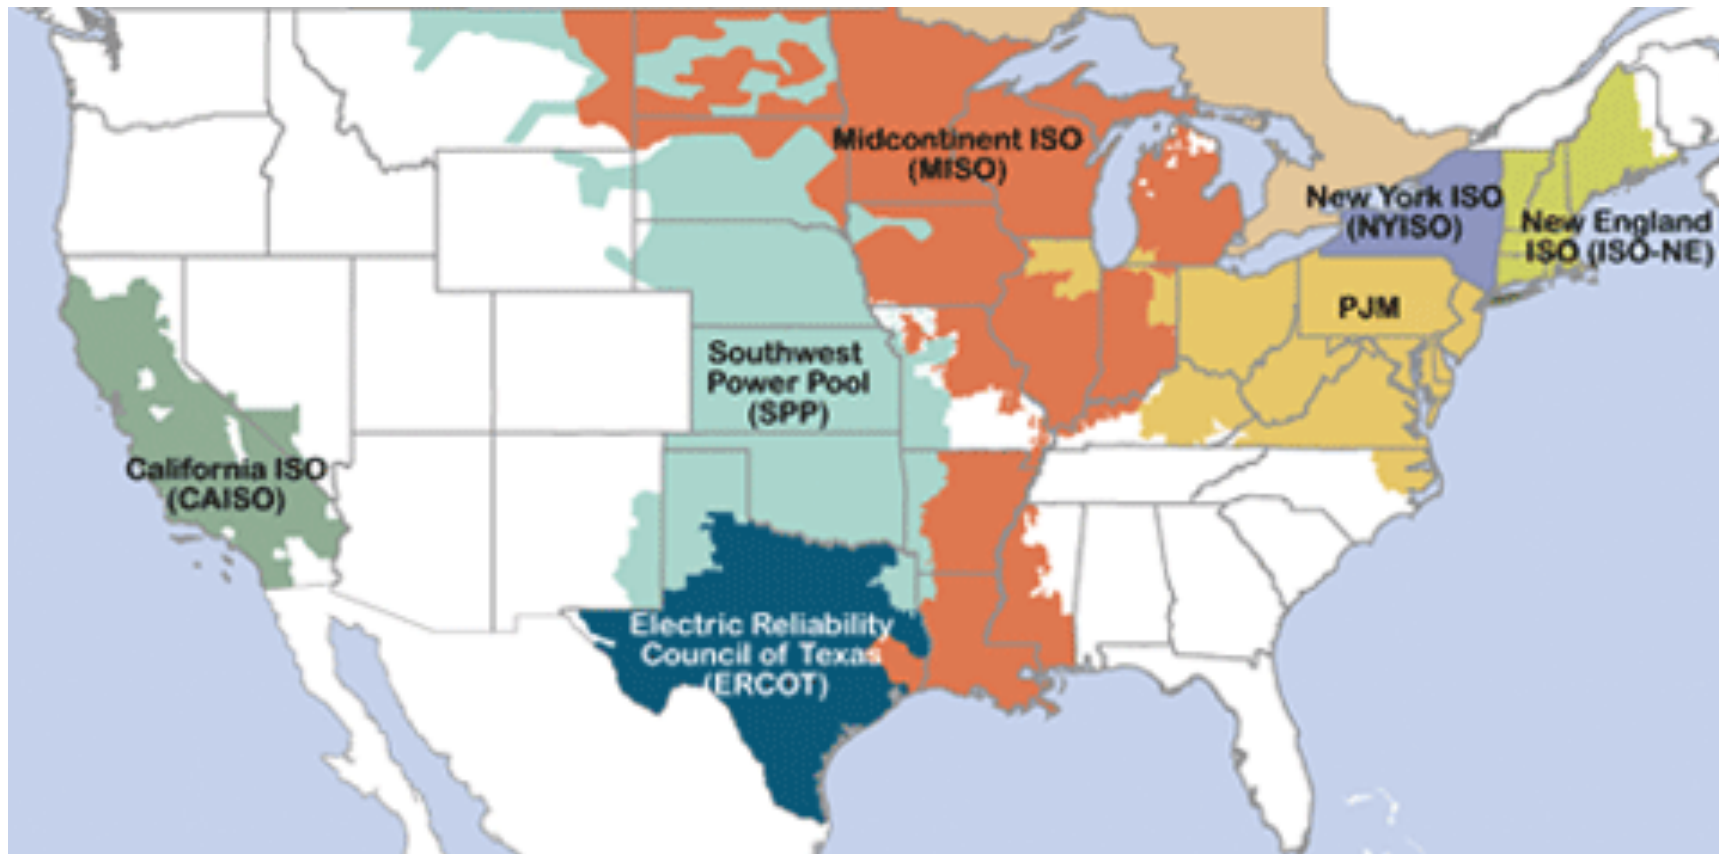 Midcontinent ISO
(MISO)
New York ISO
(NYISO)
New England
ISO (ISO-NE)
PJM
Southwest
Power Pool
(SPP)
California ISO
(CAISO)
Electric Reliability
Council of Texas
(ERCOT)